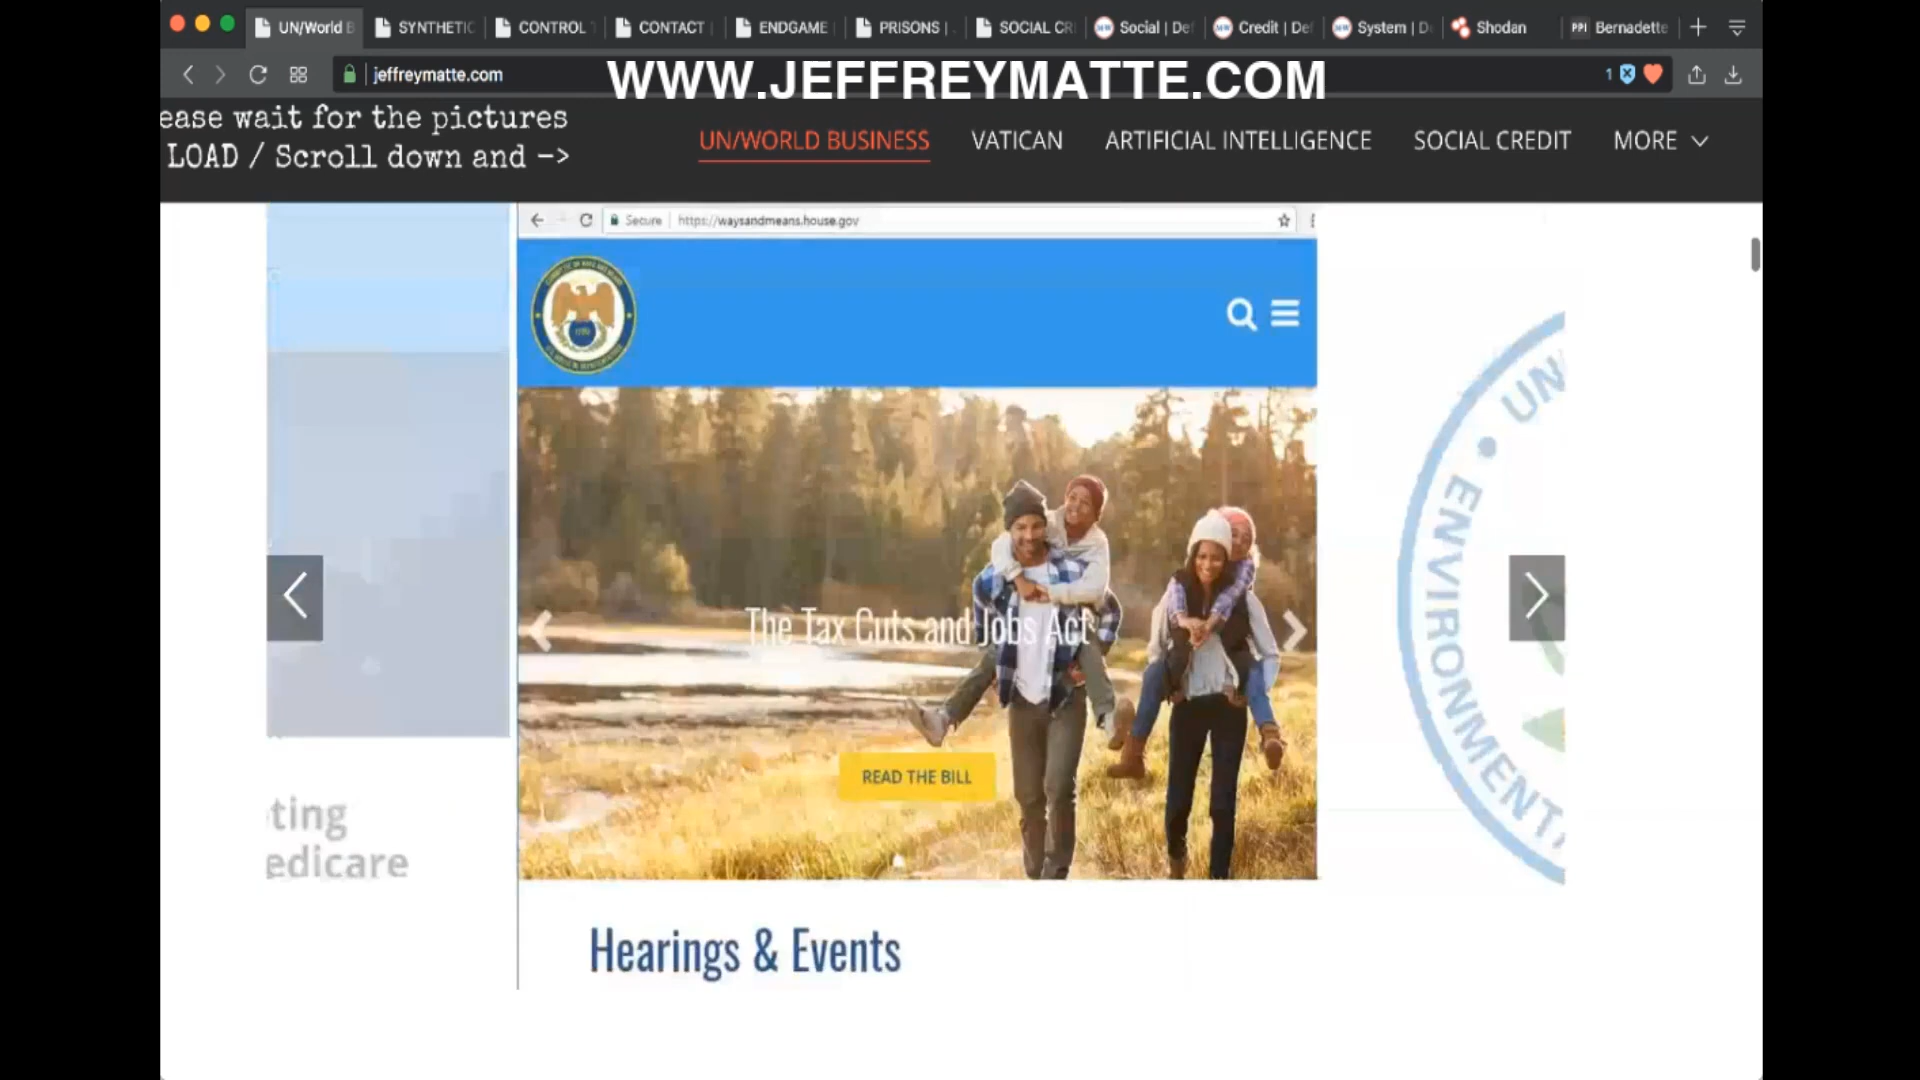 UN/World B
SYNTHETIC
CONTROL
CONTACT
ENDGAME
PRISONS |
SOCIAL CR
Social | De
Credit | De
System | D
Shodan
PPI Bernadette
jeffreymatte.com
WWW.JEFFREYMATTE.COM
1
ease wait for the pictures
LOAD / Scroll down and ->
UN/WORLD BUSINESS
VATICAN
ARTIFICIAL INTELLIGENCE
SOCIAL CREDIT
MORE
Secure
https://waysandmeans.house.gov
The Tax Cuts and Jobs Act
READ THE BILL
UN
ENVIRONMENTA
ting
edicare
Hearings & Events